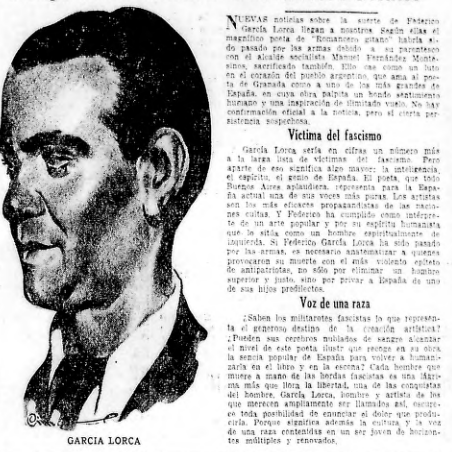 NUEVAS noticias sobre la suerte de Federico
García Lorca llegan a nosotros Según ellas el
magnífico poeta de "Romancero gitano" habría si-
do pasado por las armas debido a su parentesco
con el alcalde socialista Manuel Fernández Monte-
sinos, sacrificado también. Ello cae como un luto
en el corazón del pueblo argentino, que ama al poe-
ta de Granada como a uno de los más grandes de
España, en cuya obra palpita un hondo sentimiento
humano y una inspiración de ilimitado vuelo. No hay
confirmación oficial a la noticia, pero sí cierta per-
sistencia sospechosa.
Víctima del fascismo
García Lorca sería en cifras un número más
a la larga lista de víctimas del fascismo. Pero
aparte de eso significa algo mayor: la inteligencia,
el espíritu, el genio de España. El poeta, que todo
Buenos Aires aplaudiera, representa para la Espa-
ña actual una de sus voces más puras. Los artistas
son los más eficaces propagandistas de las nacio-
nes cultas. Y Federico ha cumplido como intérpre-
te de un arte popular y por su espíritu humanista
que lo sitúa como un hombre espiritualmente de
izquierda. Si Federico García Lorca ha sido pasado
por las armas, es necesario anatematizar a quienes
provocaron su muerte con el más violento epíteto
de antipatriotas, no sólo por eliminar un hombre
superior y justo, sino por privar a España de uno
de sus hijos predilectos.
Voz de una raza
¿Saben los militarotes fascistas lo que represen-
ta el generoso destino de la creación artística?
¿Pueden sus cerebros nublados de sangre alcanzar
el nivel de este poeta ilustr que recoge en su obra
la sencia popular de España para volver a humani-
zarla en el libro y en la escena? Cada hombre que
muere a mano de las hordas fascistas es una lágri-
ma más que llora la libertad, una de las conquistas
del hombre. García Lorca, hombre y artista de los
que merecen ampliamente ser llamados así, oscure-
ce toda posibilidad de enunciar el dolor que produ-
ciría. Porque significa además la cultura y la voz
de una raza contenidas en un ser joven de horizon-
tes múltiples y renovados.
GARCIA LORCA